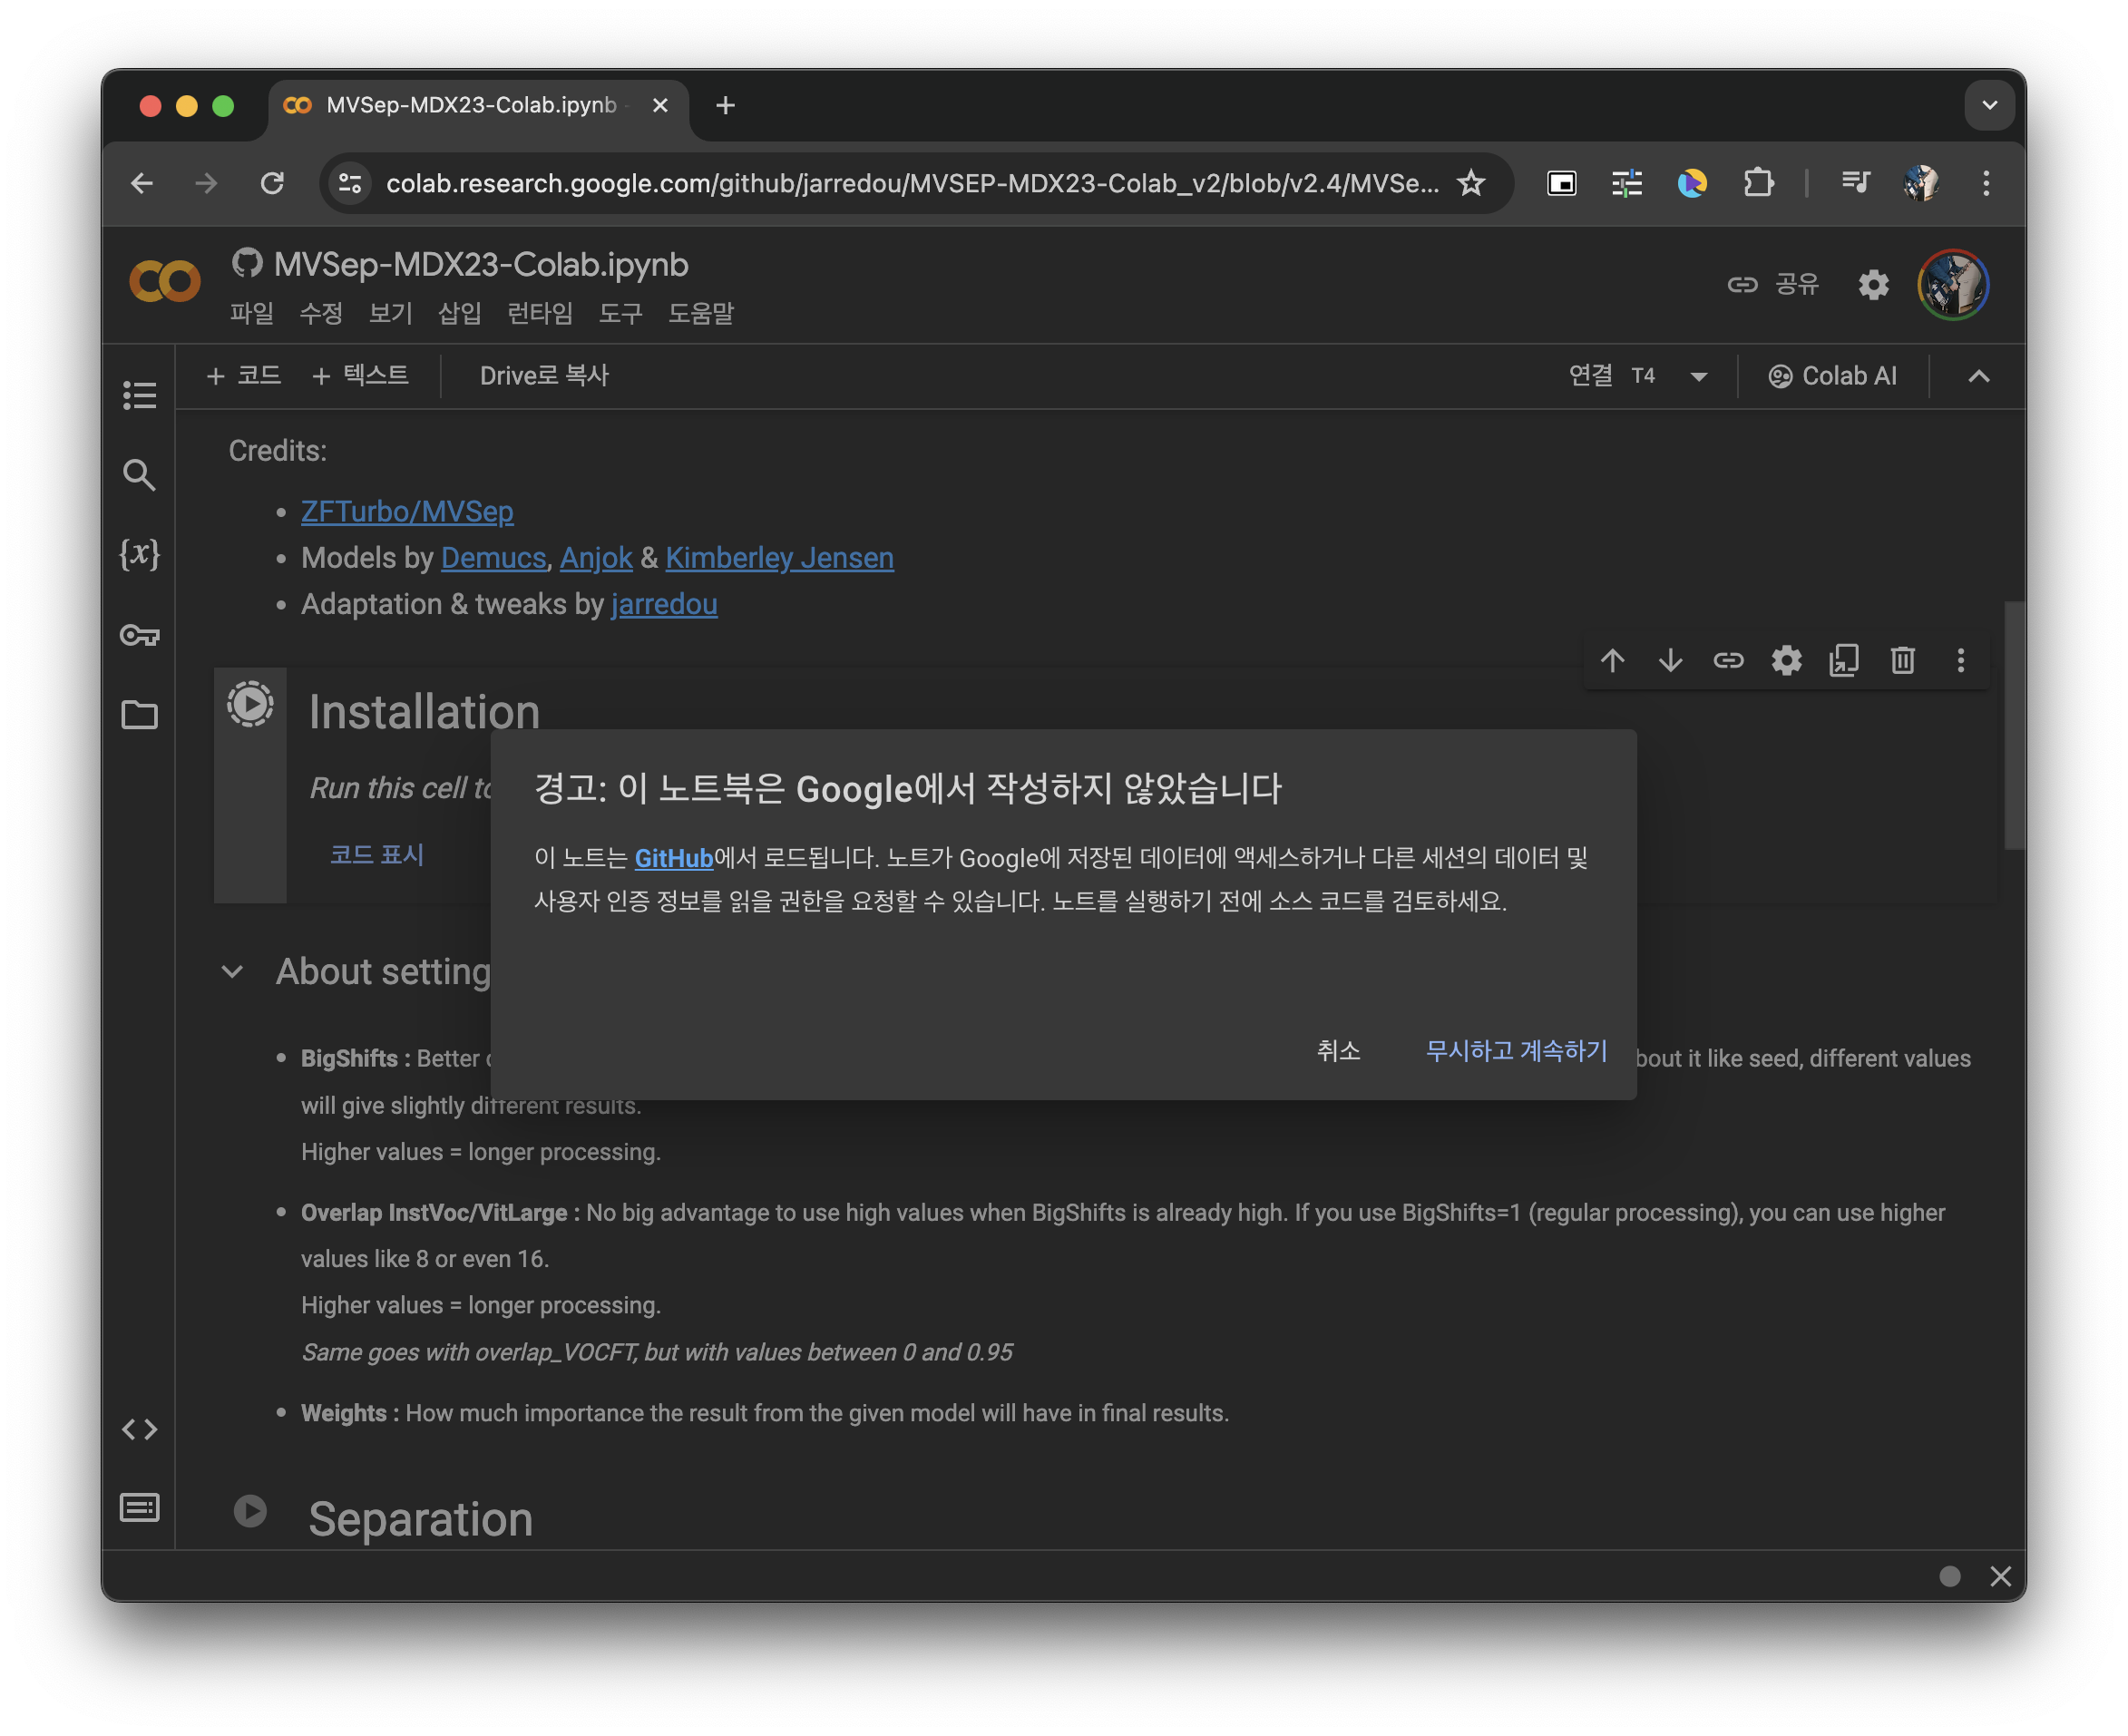 MVSep-MDX23-Colab.ipynb -
colab.research.google.com/github/jarredou/MVSEP-MDX23-Colab_v2/blob/v2.4/MVSe...
MVSep-MDX23-Colab.ipynb
파일 수정 보기 삽입 런타임 도구 도움말
공유
+ 코드 + 텍스트 Drive로 복사
연결 T4 Colab AI
Credits:
ZFTurbo/MVSep
Models by Demucs, Anjok & Kimberley Jensen
Adaptation & tweaks by jarredou
{x}
Installation
Run this cell to
코드 표시
경고: 이 노트북은 Google에서 작성하지 않았습니다
이 노트는 GitHub에서 로드됩니다. 노트가 Google에 저장된 데이터에 액세스하거나 다른 세션의 데이터 및
사용자 인증 정보를 읽을 권한을 요청할 수 있습니다. 노트를 실행하기 전에 소스 코드를 검토하세요.
취소 무시하고 계속하기
About setting
BigShifts : Better
bout it like seed, different values
will give slightly different results.
Higher values = longer processing.
Overlap InstVoc/VitLarge : No big advantage to use high values when BigShifts is already high. If you use BigShifts=1 (regular processing), you can use higher
values like 8 or even 16.
Higher values = longer processing.
Same goes with overlap_VOCFT, but with values between 0 and 0.95
Weights : How much importance the result from the given model will have in final results.
Separation